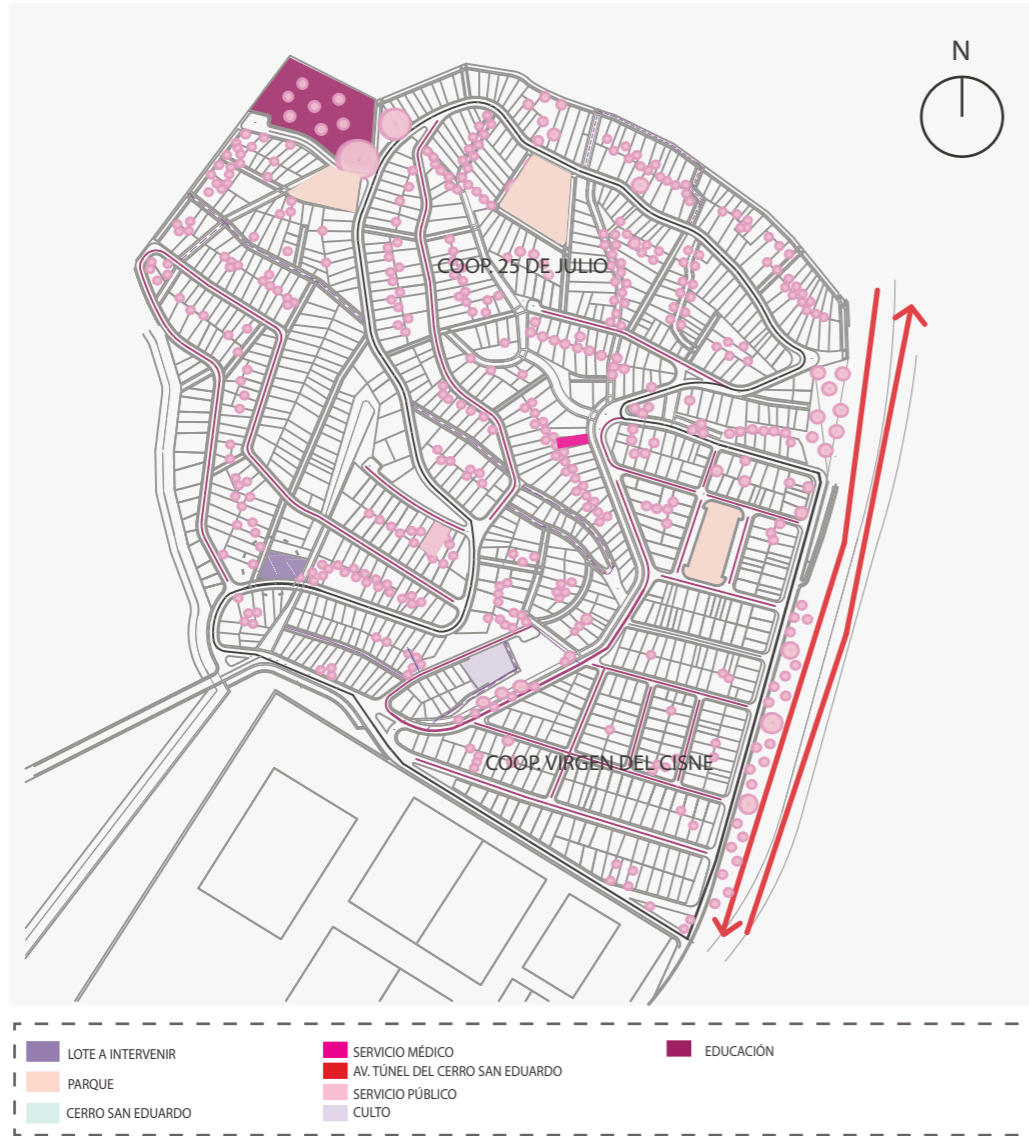 N
COOP. 25 DE JULIO
COOP. VIRGEN DEL CISNE
LOTE A INTERVENIR
PARQUE
CERRO SAN EDUARDO
SERVICIO MÉDICO
AV. TÚNEL DEL CERRO SAN EDUARDO
SERVICIO PÚBLICO
CULTO
EDUCACIÓN